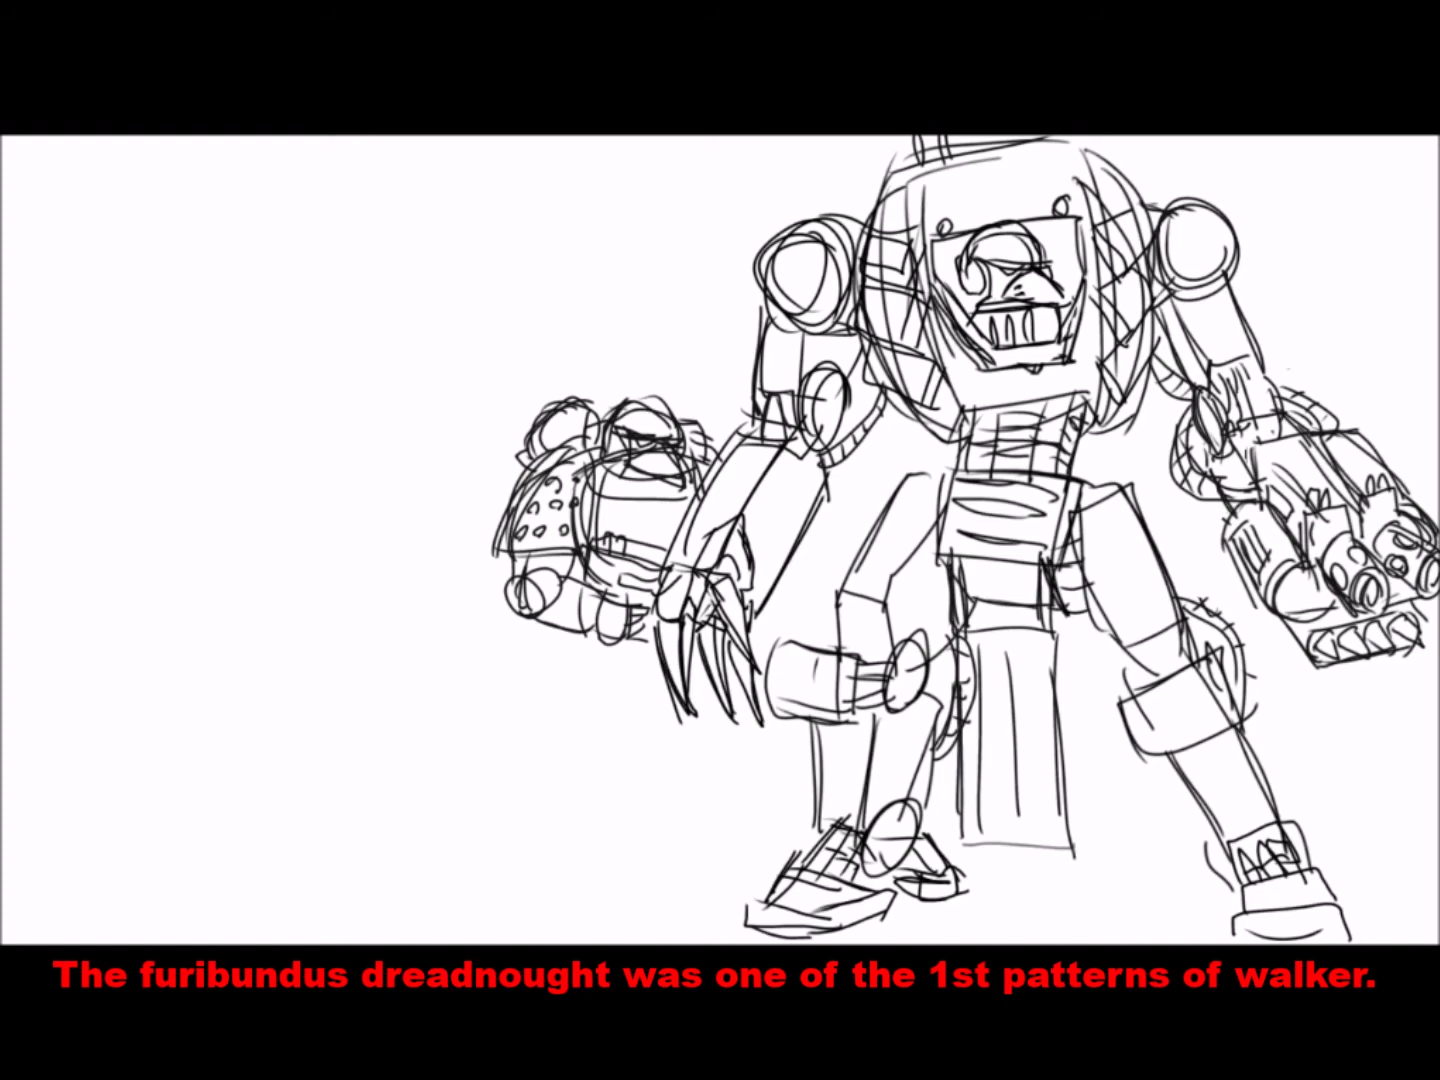 The furibundus dreadnought was one of the 1st patterns of walker.